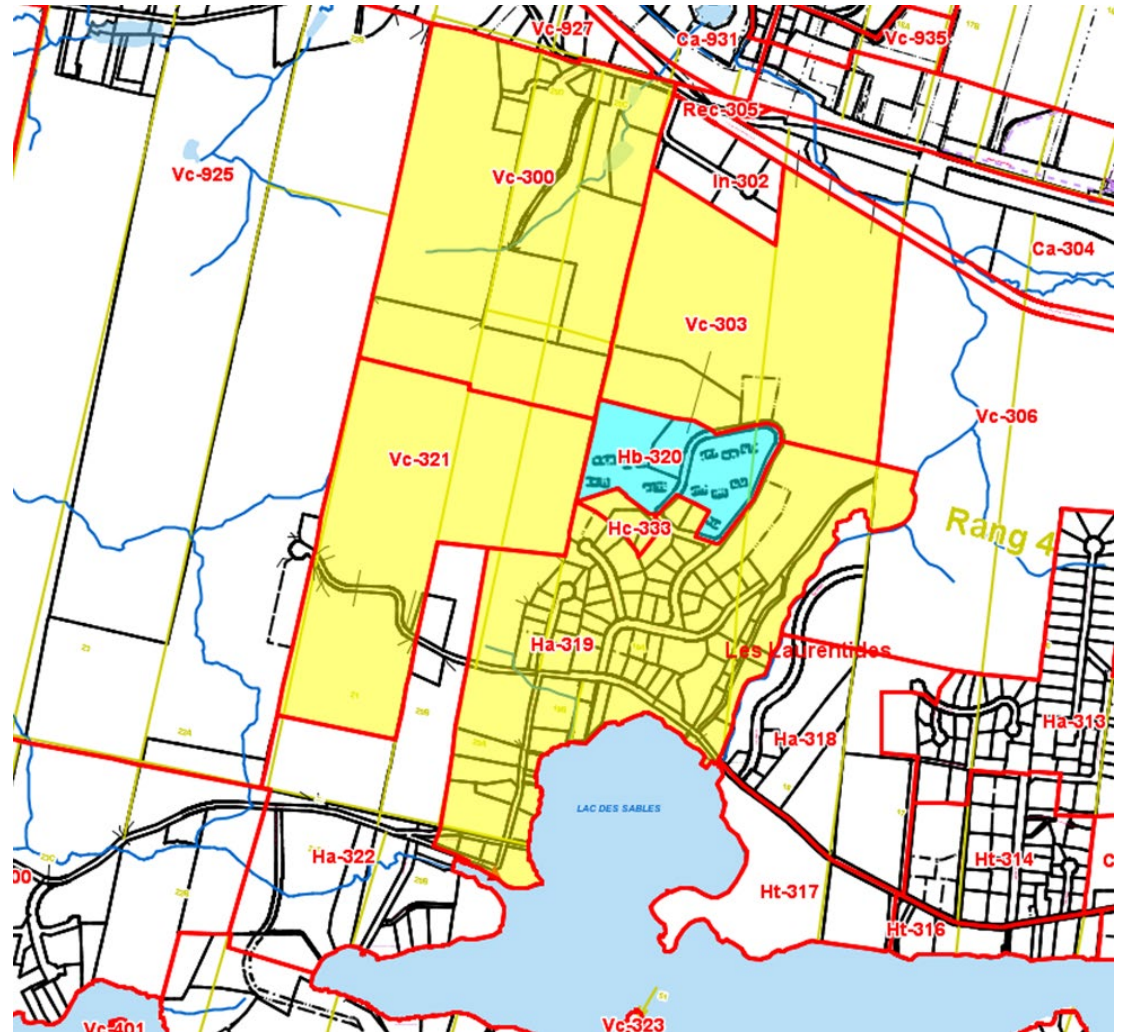 Vc-927
Ca-931
Vc-935
Rec-305
Vc-925
Vc-300
In-302
Ca-304
Vc-303
Vc-306
Vc-321
Hb-320
Hc-333
Rang 4
Ha-319
Les Laurentides
Ha-318
Ha-313
LAC DES SABLES
Ha-322
Ht-314
00
C
Ht-317
Ht-316
Vc-401
Vc-323